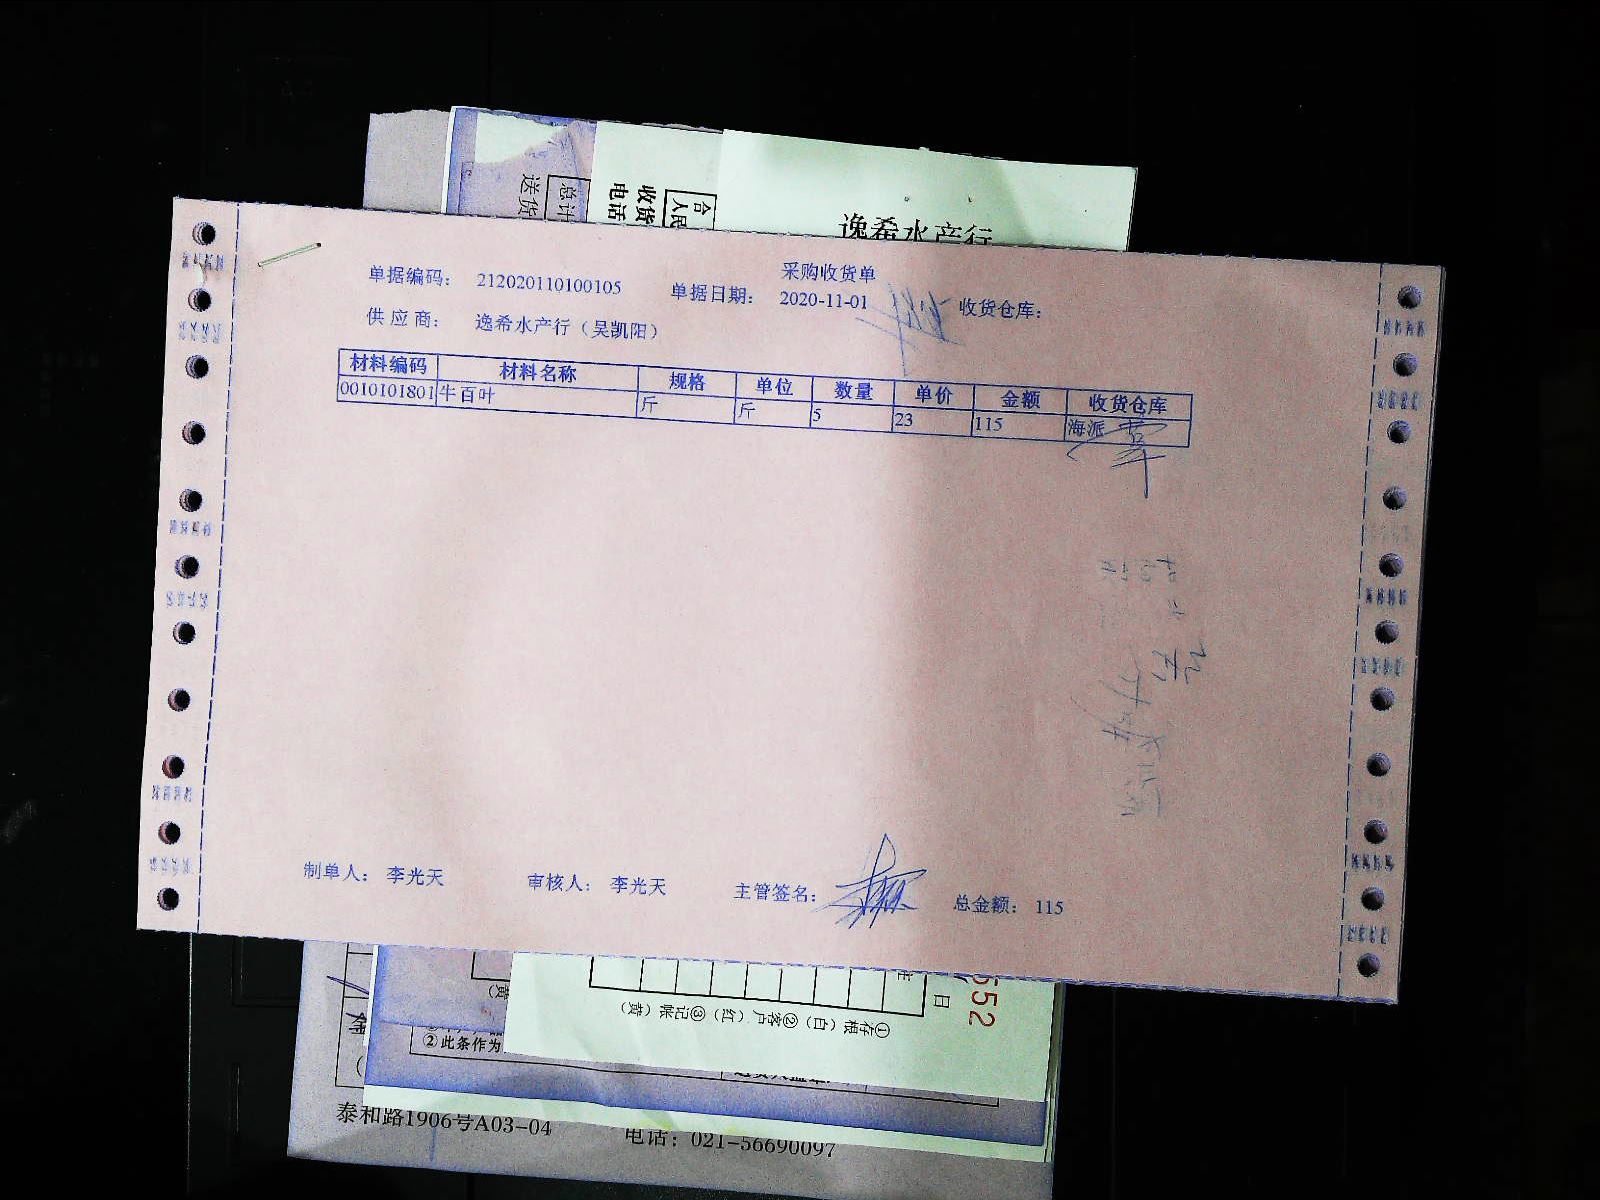 送货
总计
电话
收货
合
人民
逸希水产行
采购收货单
单据编码： 212020110100105 单据日期： 2020-11-01 收货仓库：
供 应 商： 逸希水产行（吴凯阳）
材料编码 材料名称 规格 单位 数量 单价 金额 收货仓库
0010101801 牛百叶 斤 斤 5 23 115 海派
制单人： 李光天 审核人： 李光天 主管签名： 总金额： 115
552
日
①存根（白）②客户（红）③记帐（黄）
②此条作为
泰和路1906号A03-04 电话：021-56690097